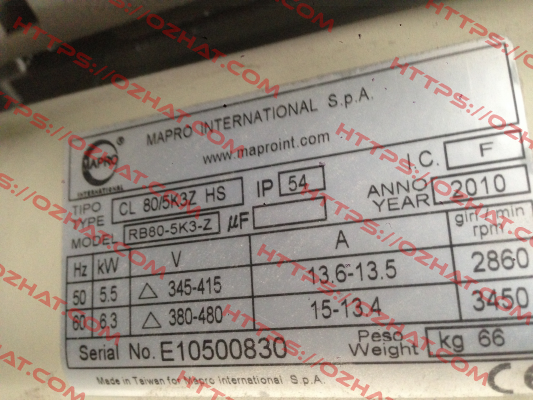 MAPRO INTERNATIONAL S.p.A.
www.maproint.com
MAPRO ®
INTERNATIONAL
I.C. F
TIPO
TYPE CL 80/5K3Z HS IP 54 ANNO
YEAR 2010
MODEL RB80-5K3-Z µF
Hz kW V A giri/min
rpm
50 5.5 △ 345-415 13.6-13.5 2860
60 6.3 △ 380-480 15-13.4 3450
Serial No. E10500830 Peso
Weight kg 66
Made in Taiwan for Mapro International S.p.A.
CE
HTTPS://OZHAT.COM